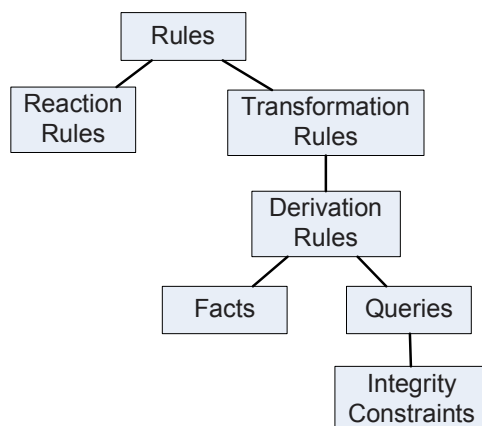 Rules
Reaction
Rules
Transformation
Rules
Derivation
Rules
Facts
Queries
Integrity
Constraints